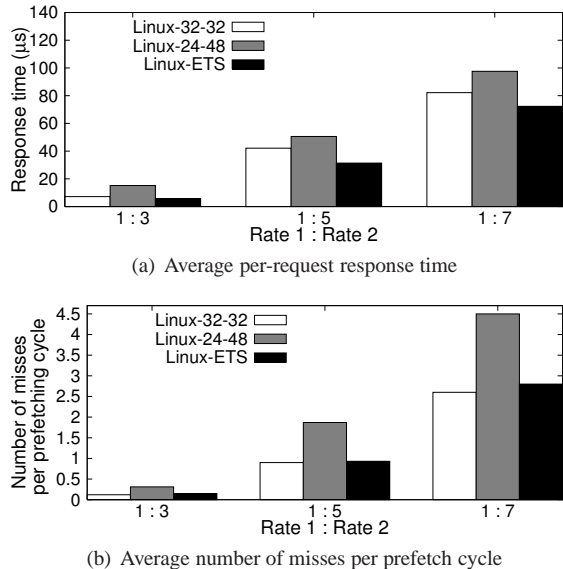 140
120
100
80
60
40
20
0
Response time (μs)
Linux-32-32
Linux-24-48
Linux-ETS
1 : 3
1 : 5
1 : 7
Rate 1 : Rate 2
(a) Average per-request response time
4.5
4
3.5
3
2.5
2
1.5
1
0.5
0
Number of misses
per prefetching cycle
Linux-32-32
Linux-24-48
Linux-ETS
1 : 3
1 : 5
1 : 7
Rate 1 : Rate 2
(b) Average number of misses per prefetch cycle